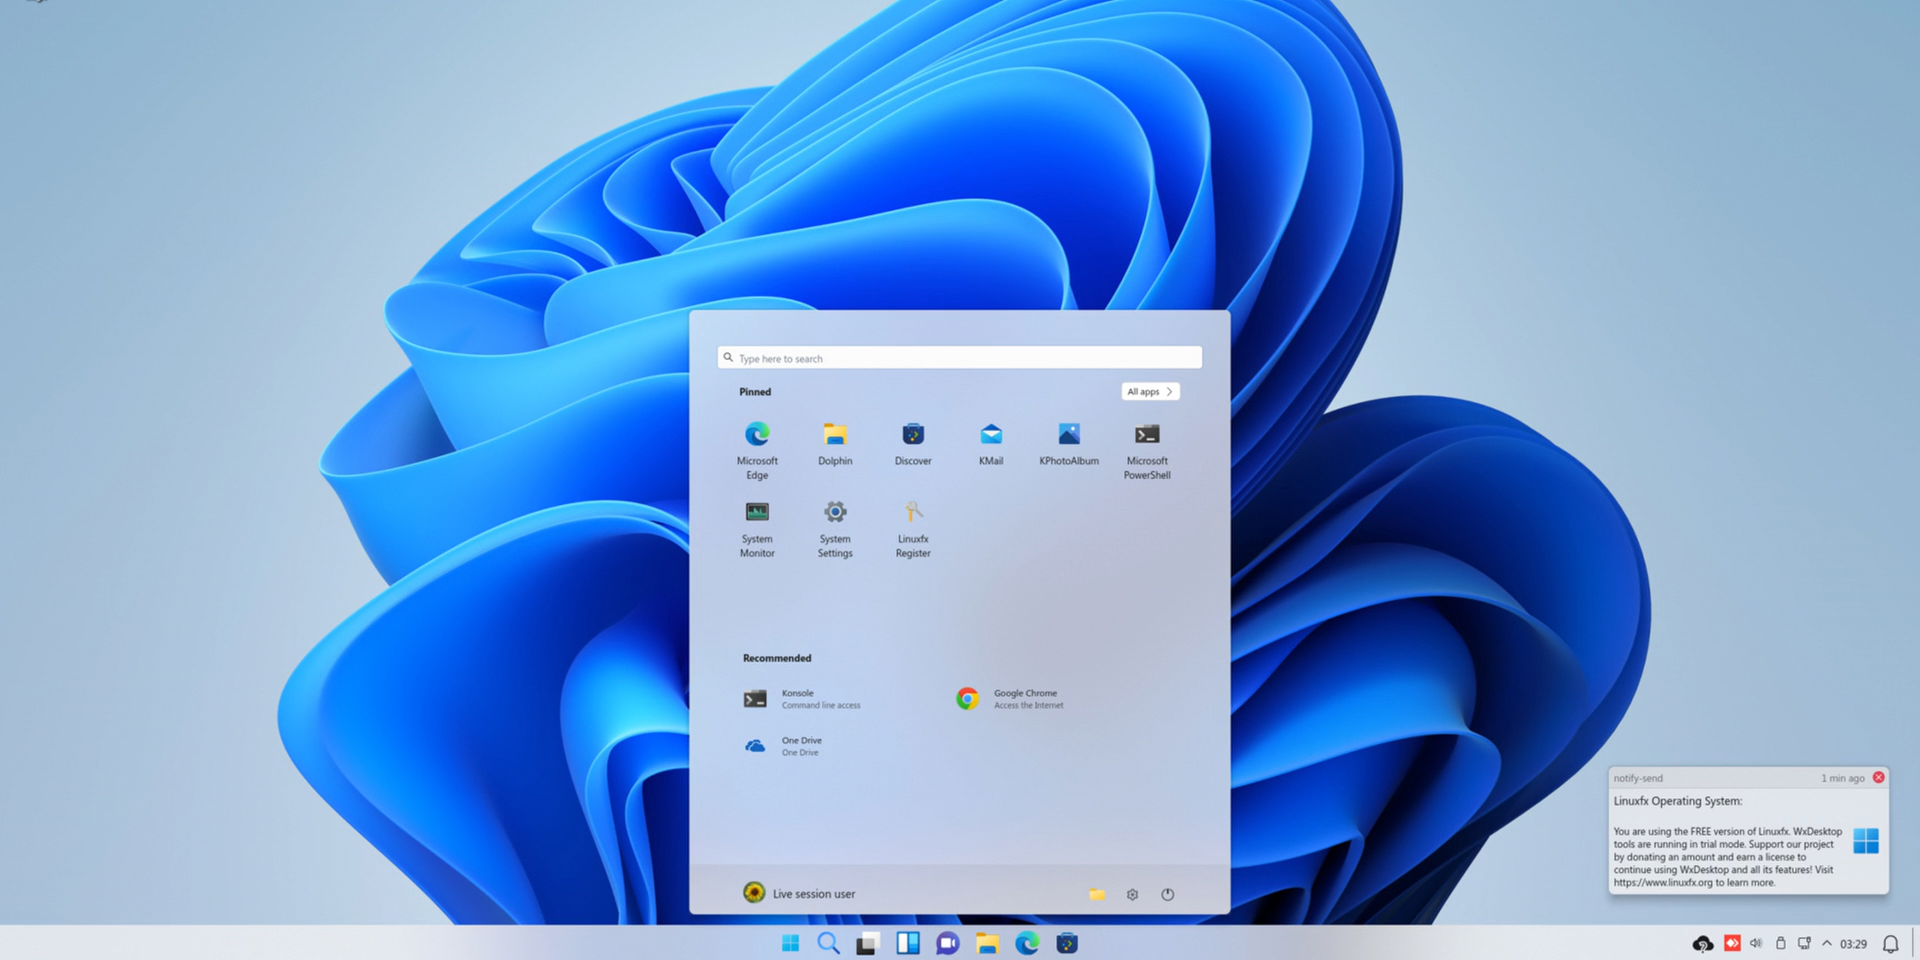 Type here to search
Pinned
All apps
Microsoft
Edge
Dolphin
Discover
KMail
KPhotoAlbum
Microsoft
PowerShell
System
Monitor
System
Settings
Linuxfx
Register
Recommended
Konsole
Command line access
Google Chrome
Access the Internet
One Drive
One Drive
Live session user
notify-send 1 min ago
Linuxfx Operating System:
You are using the FREE version of Linuxfx. WxDesktop
tools are running in trial mode. Support our project
by donating an amount and earn a license to
continue using WxDesktop and all its features! Visit
https://www.linuxfx.org to learn more.
03:29